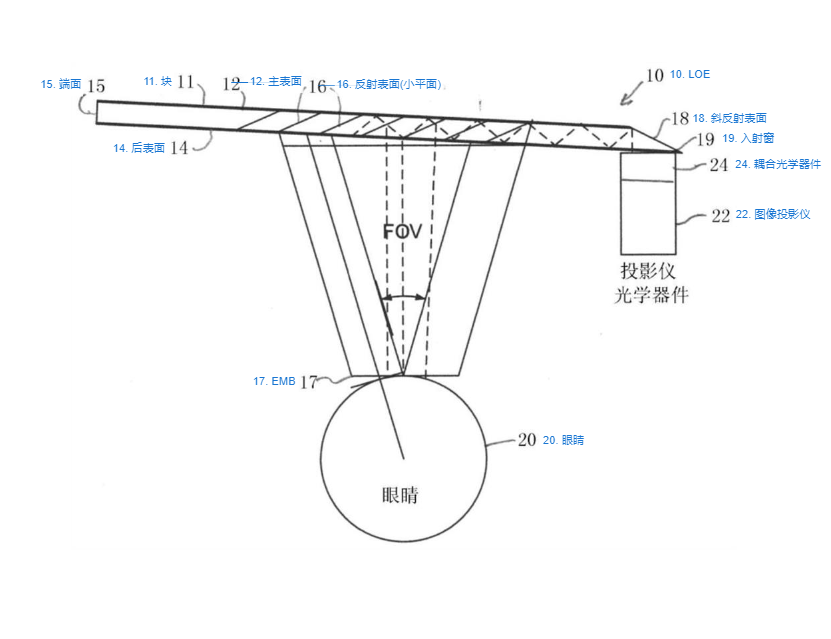 10 10. LOE
15. 端面 15
11. 块 11
12 12. 主表面
16 16. 反射表面(小平面)
18 18. 斜反射表面
19 19. 入射窗
14. 后表面 14
24 24. 耦合光学器件
22 22. 图像投影仪
FOV
投影仪
光学器件
17. EMB 17
20 20. 眼睛
眼睛